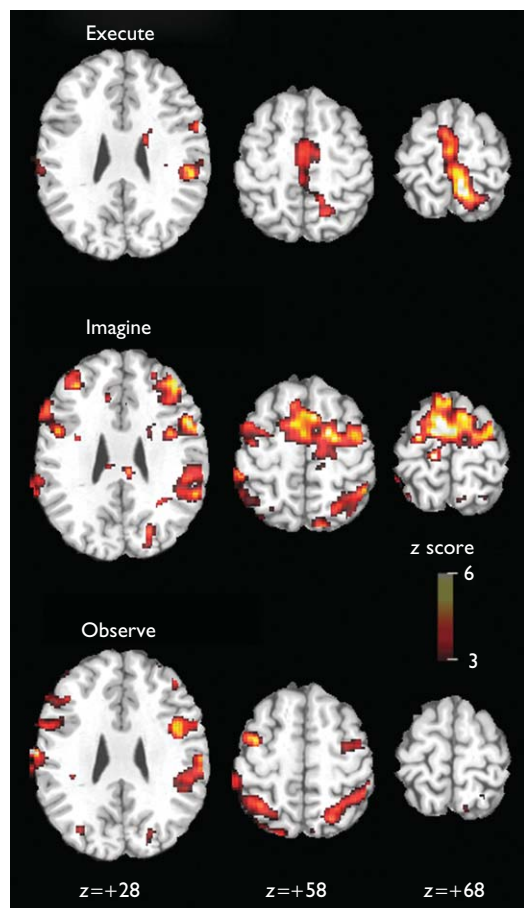 Execute
Imagine
z score
6
3
Observe
z=+28
z=+58
z=+68